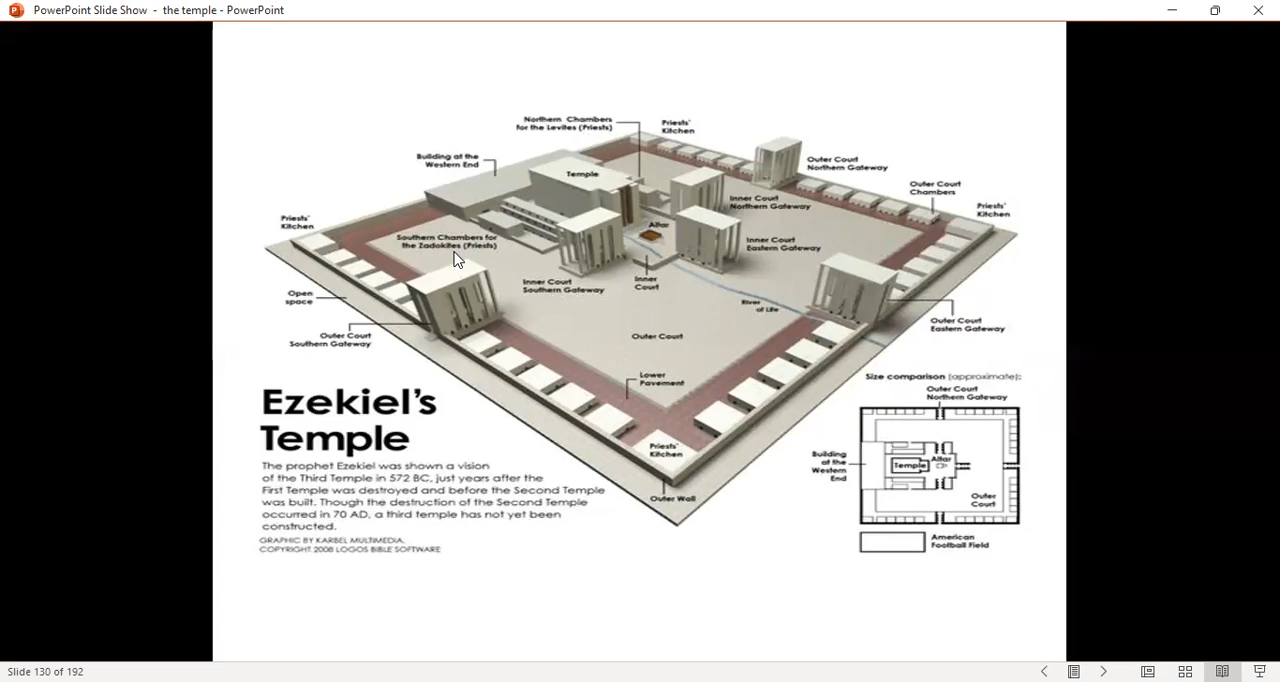 PowerPoint Slide Show - the temple - PowerPoint
Northern Chambers
for the Levites (Priests)
Priests'
Kitchen
Building at the
Western End
Temple
Outer Court
Northern Gateway
Outer Court
Chambers
Priests'
Kitchen
Inner Court
Northern Gateway
Priests'
Kitchen
Altar
Southern Chambers for
the Zadokites (Priests)
Inner Court
Eastern Gateway
Inner Court
Southern Gateway
Inner
Court
Open
space
River
of Life
Outer Court
Southern Gateway
Outer Court
Eastern Gateway
Outer Court
Lower
Pavement
Priests'
Kitchen
Outer Wall
Ezekiel's
Temple
The prophet Ezekiel was shown a vision
of the Third Temple in 572 BC, just years after the
First Temple was destroyed and before the Second Temple
was built. Though the destruction of the Second Temple
occurred in 70 AD, a third temple has not yet been
constructed.
GRAPHIC BY KARBEL MULTIMEDIA,
COPYRIGHT 2008 LOGOS BIBLE SOFTWARE
Size comparison (approximate):
Outer Court
Northern Gateway
Building
at the
Western
End
Temple
Altar
Outer
Court
American
Football Field
Slide 130 of 192